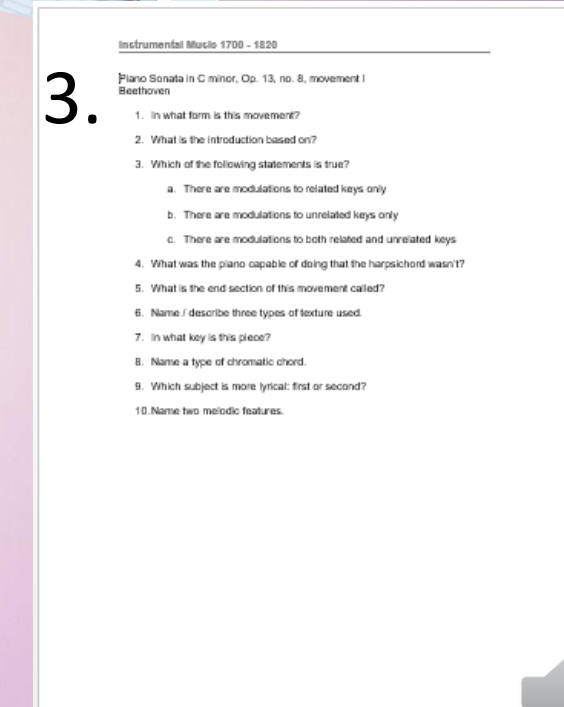 Instrumental Music 1700 - 1820
3.
Piano Sonata in C minor, Op. 13, no. 8, movement I
Beethoven
1. In what form is this movement?
2. What is the introduction based on?
3. Which of the following statements is true?
a. There are modulations to related keys only
b. There are modulations to unrelated keys only
c. There are modulations to both related and unrelated keys
4. What was the piano capable of doing that the harpsichord wasn't?
5. What is the end section of this movement called?
6. Name / describe three types of texture used.
7. In what key is this piece?
8. Name a type of chromatic chord.
9. Which subject is more lyrical: first or second?
10. Name two melodic features.